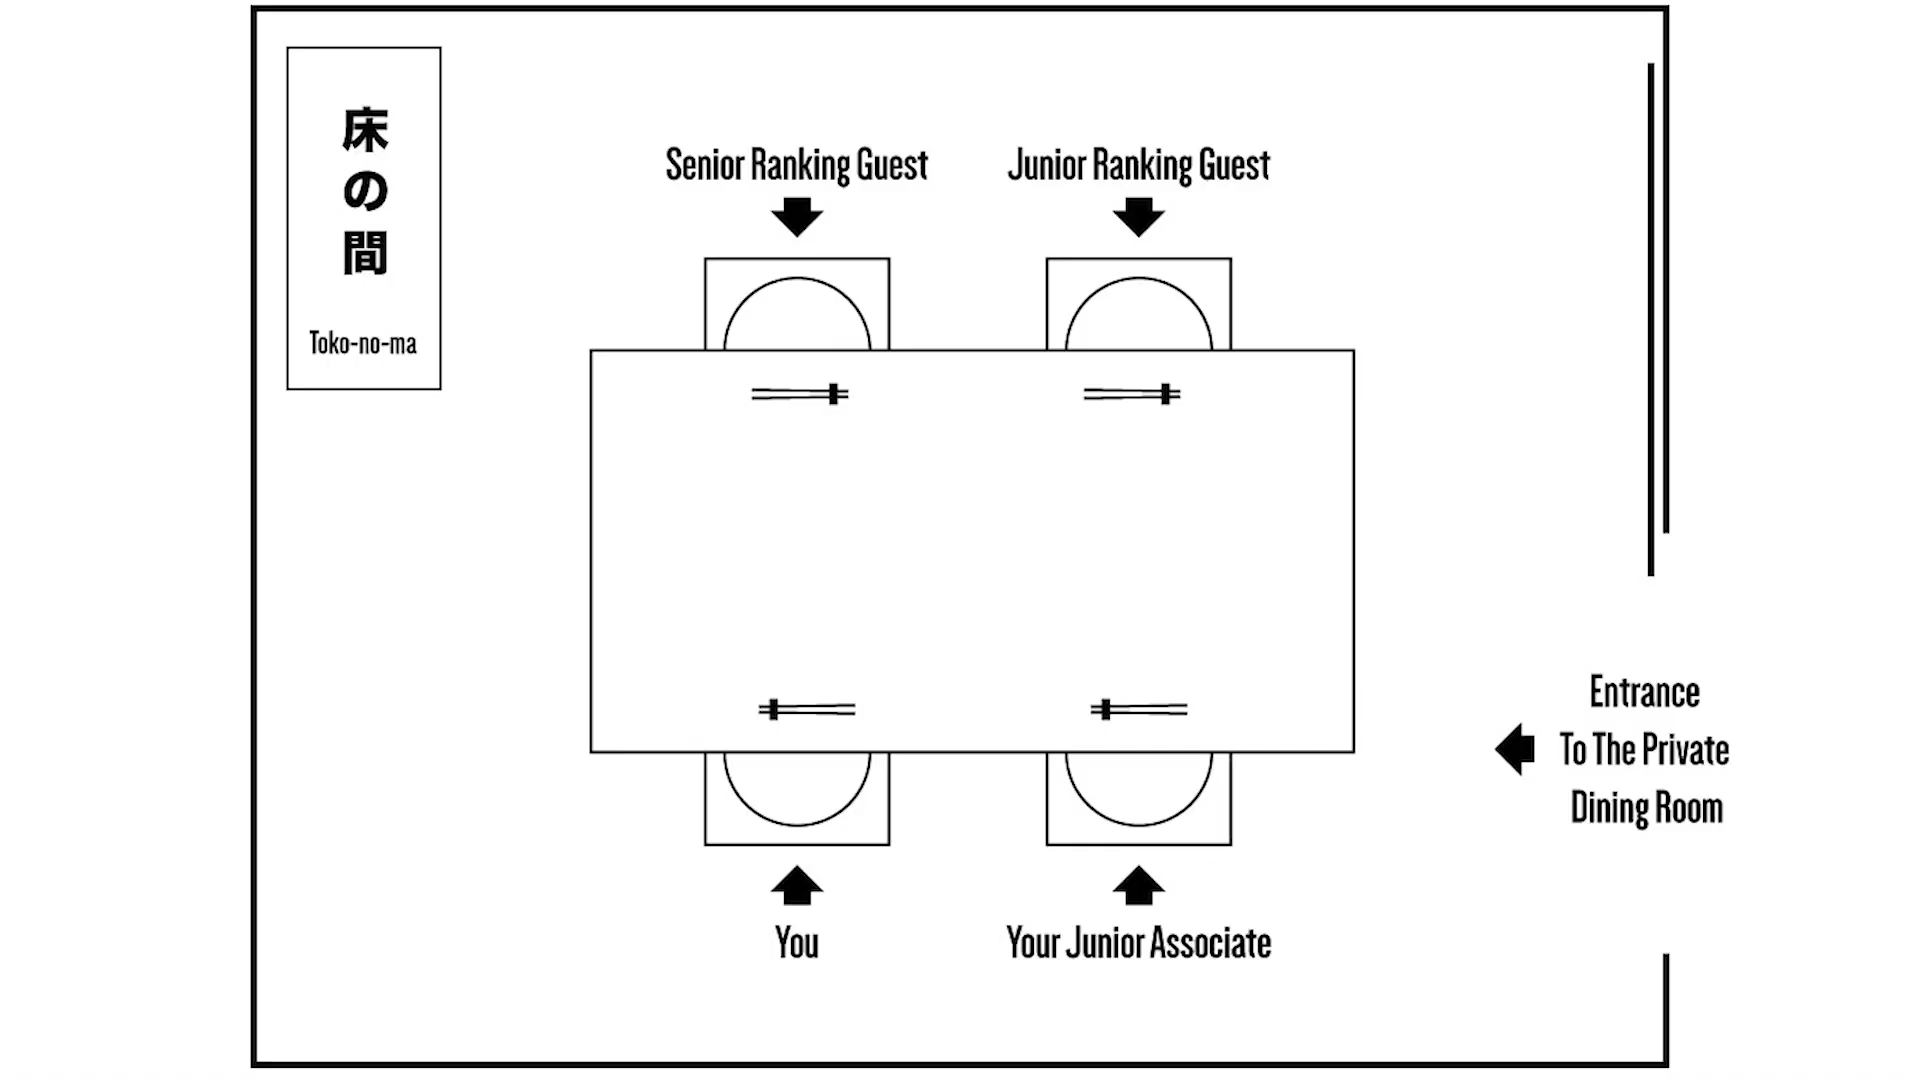 床の間
Toko-no-ma
Senior Ranking Guest
Junior Ranking Guest
Entrance
To The Private
Dining Room
You
Your Junior Associate